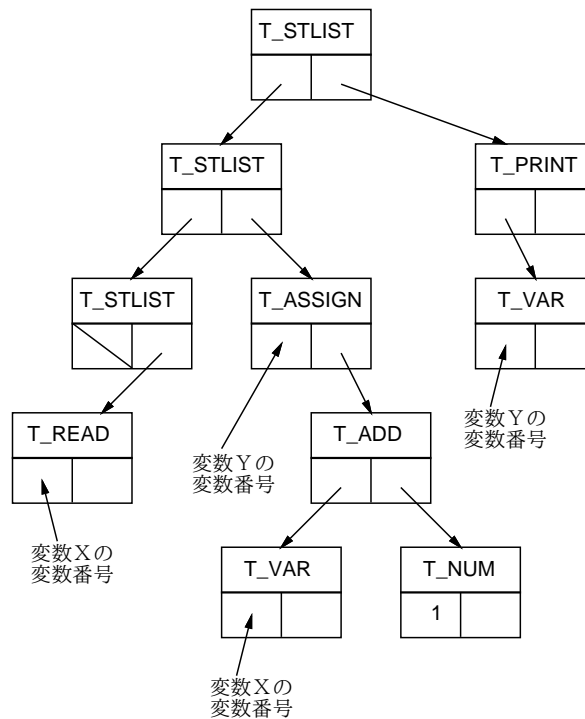 T_STLIST
T_STLIST
T_PRINT
T_STLIST
T_ASSIGN
T_VAR
T_READ
変数Ｙの
変数番号
T_ADD
変数Ｙの
変数番号
変数Ｘの
変数番号
T_VAR
T_NUM
1
変数Ｘの
変数番号